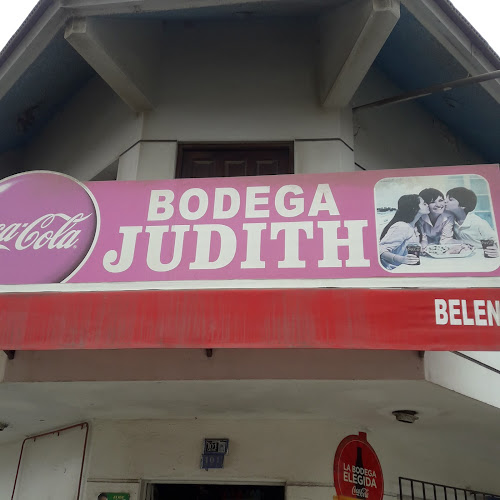 Coca-Cola
BODEGA
JUDITH
BELEN
LA BODEGA
ELEGIDA
Coca-Cola